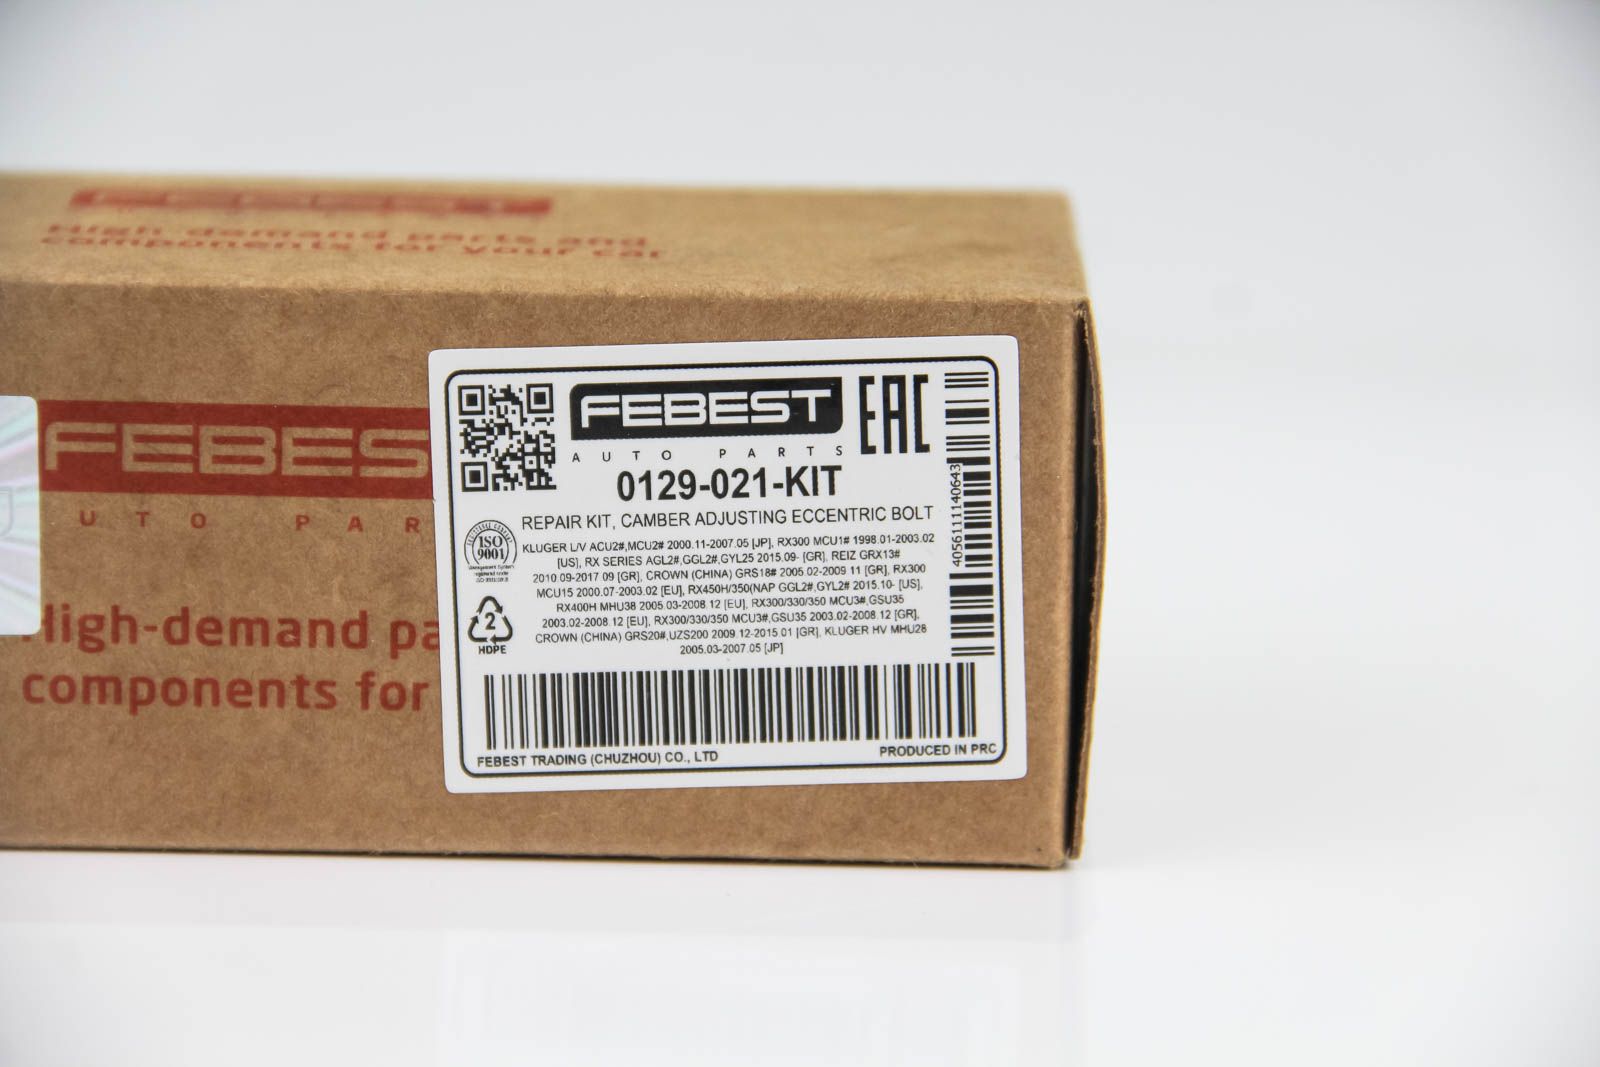 FEBEST
High demand parts and
components for your car
FEBES
UTO PAR
High-demand pa
components for
FEBEST
AUTO PARTS
EAC
0129-021-KIT
REPAIR KIT, CAMBER ADJUSTING ECCENTRIC BOLT
ISO
9001
KLUGER L/V ACU2#,MCU2# 2000.11-2007.05 [JP], RX300 MCU1# 1998.01-2003.02
[US], RX SERIES AGL2#,GGL2#,GYL25 2015.09- [GR], REIZ GRX13#
2010.09-2017 09 [GR], CROWN (CHINA) GRS18# 2005.02-2009 11 [GR], RX300
MCU15 2000.07-2003.02 [EU], RX450H/350(NAP GGL2#,GYL2# 2015.10- [US],
RX400H MHU38 2005.03-2008.12 [EU], RX300/330/350 MCU3#,GSU35
2003.02-2008.12 [EU], RX300/330/350 MCU3#,GSU35 2003.02-2008.12 [GR],
CROWN (CHINA) GRS20#,UZS200 2009.12-2015.01 [GR], KLUGER HV MHU28
2005.03-2007.05 [JP]
2
HDPE
4056111140643
FEBEST TRADING (CHUZHOU) CO., LTD
PRODUCED IN PRC